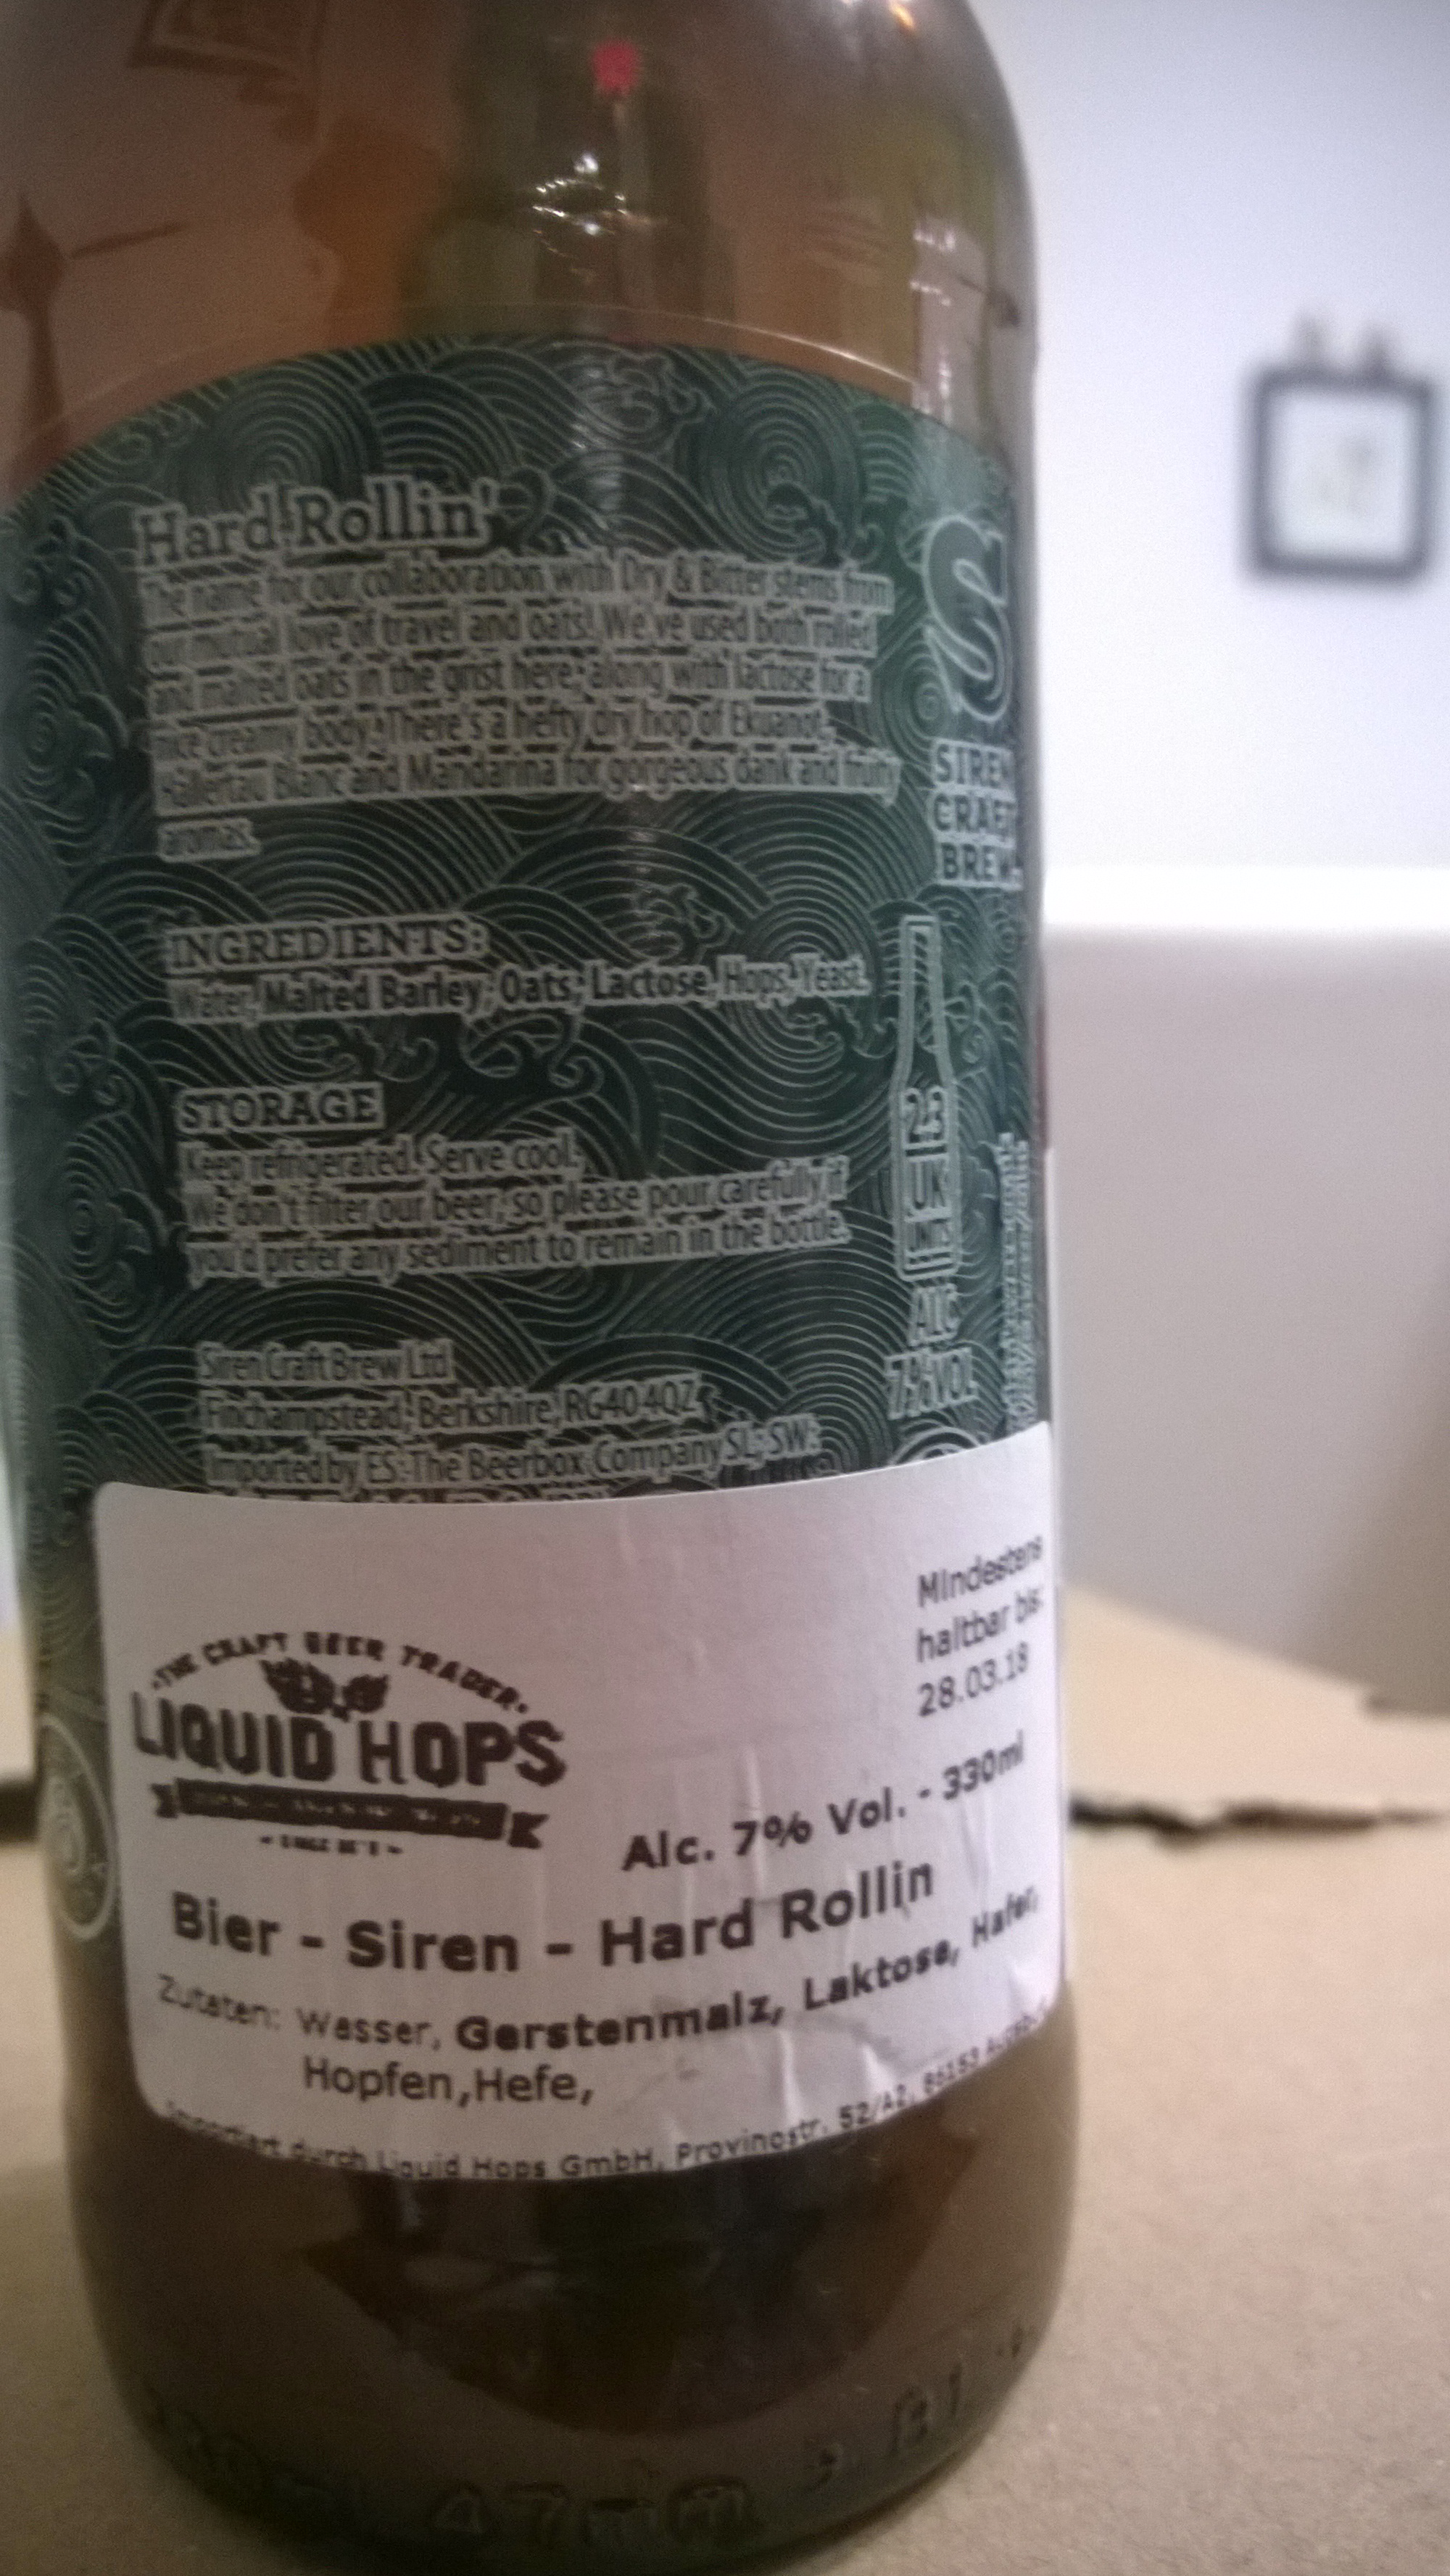 Hard Rollin'
The name for our collaboration with Dry & Bitter stems from
our mutual love of travel and oats! We've used both rolled
and malted oats in the grist here, along with lactose for a
nice creamy body. There's a hefty dry hop of Ekuanot,
Hallertau Blanc and Mandarina for gorgeous dank and fruity
aromas.
INGREDIENTS:
Water, Malted Barley, Oats, Lactose, Hops, Yeast.
STORAGE
Keep refrigerated. Serve cool.
We don't filter our beer, so please pour carefully if
you'd prefer any sediment to remain in the bottle.
Siren Craft Brew Ltd
Finchampstead, Berkshire, RG40 4QZ
Imported by ES: The Beerbox Company SL; SW:
SIREN
CRAFT
BREW
2.3
UK
UNITS
ALC
7% VOL
Mindestens
haltbar bis:
28.03.18
·THE CRAFT BEER TRADER·
LIQUID HOPS
Alc. 7% Vol. - 330ml
Bier - Siren - Hard Rollin
Zutaten: Wasser, Gerstenmalz, Laktose, Hafer,
Hopfen,Hefe,
durch Liquid Hops GmbH, Provinostr. 52/A2, 86153